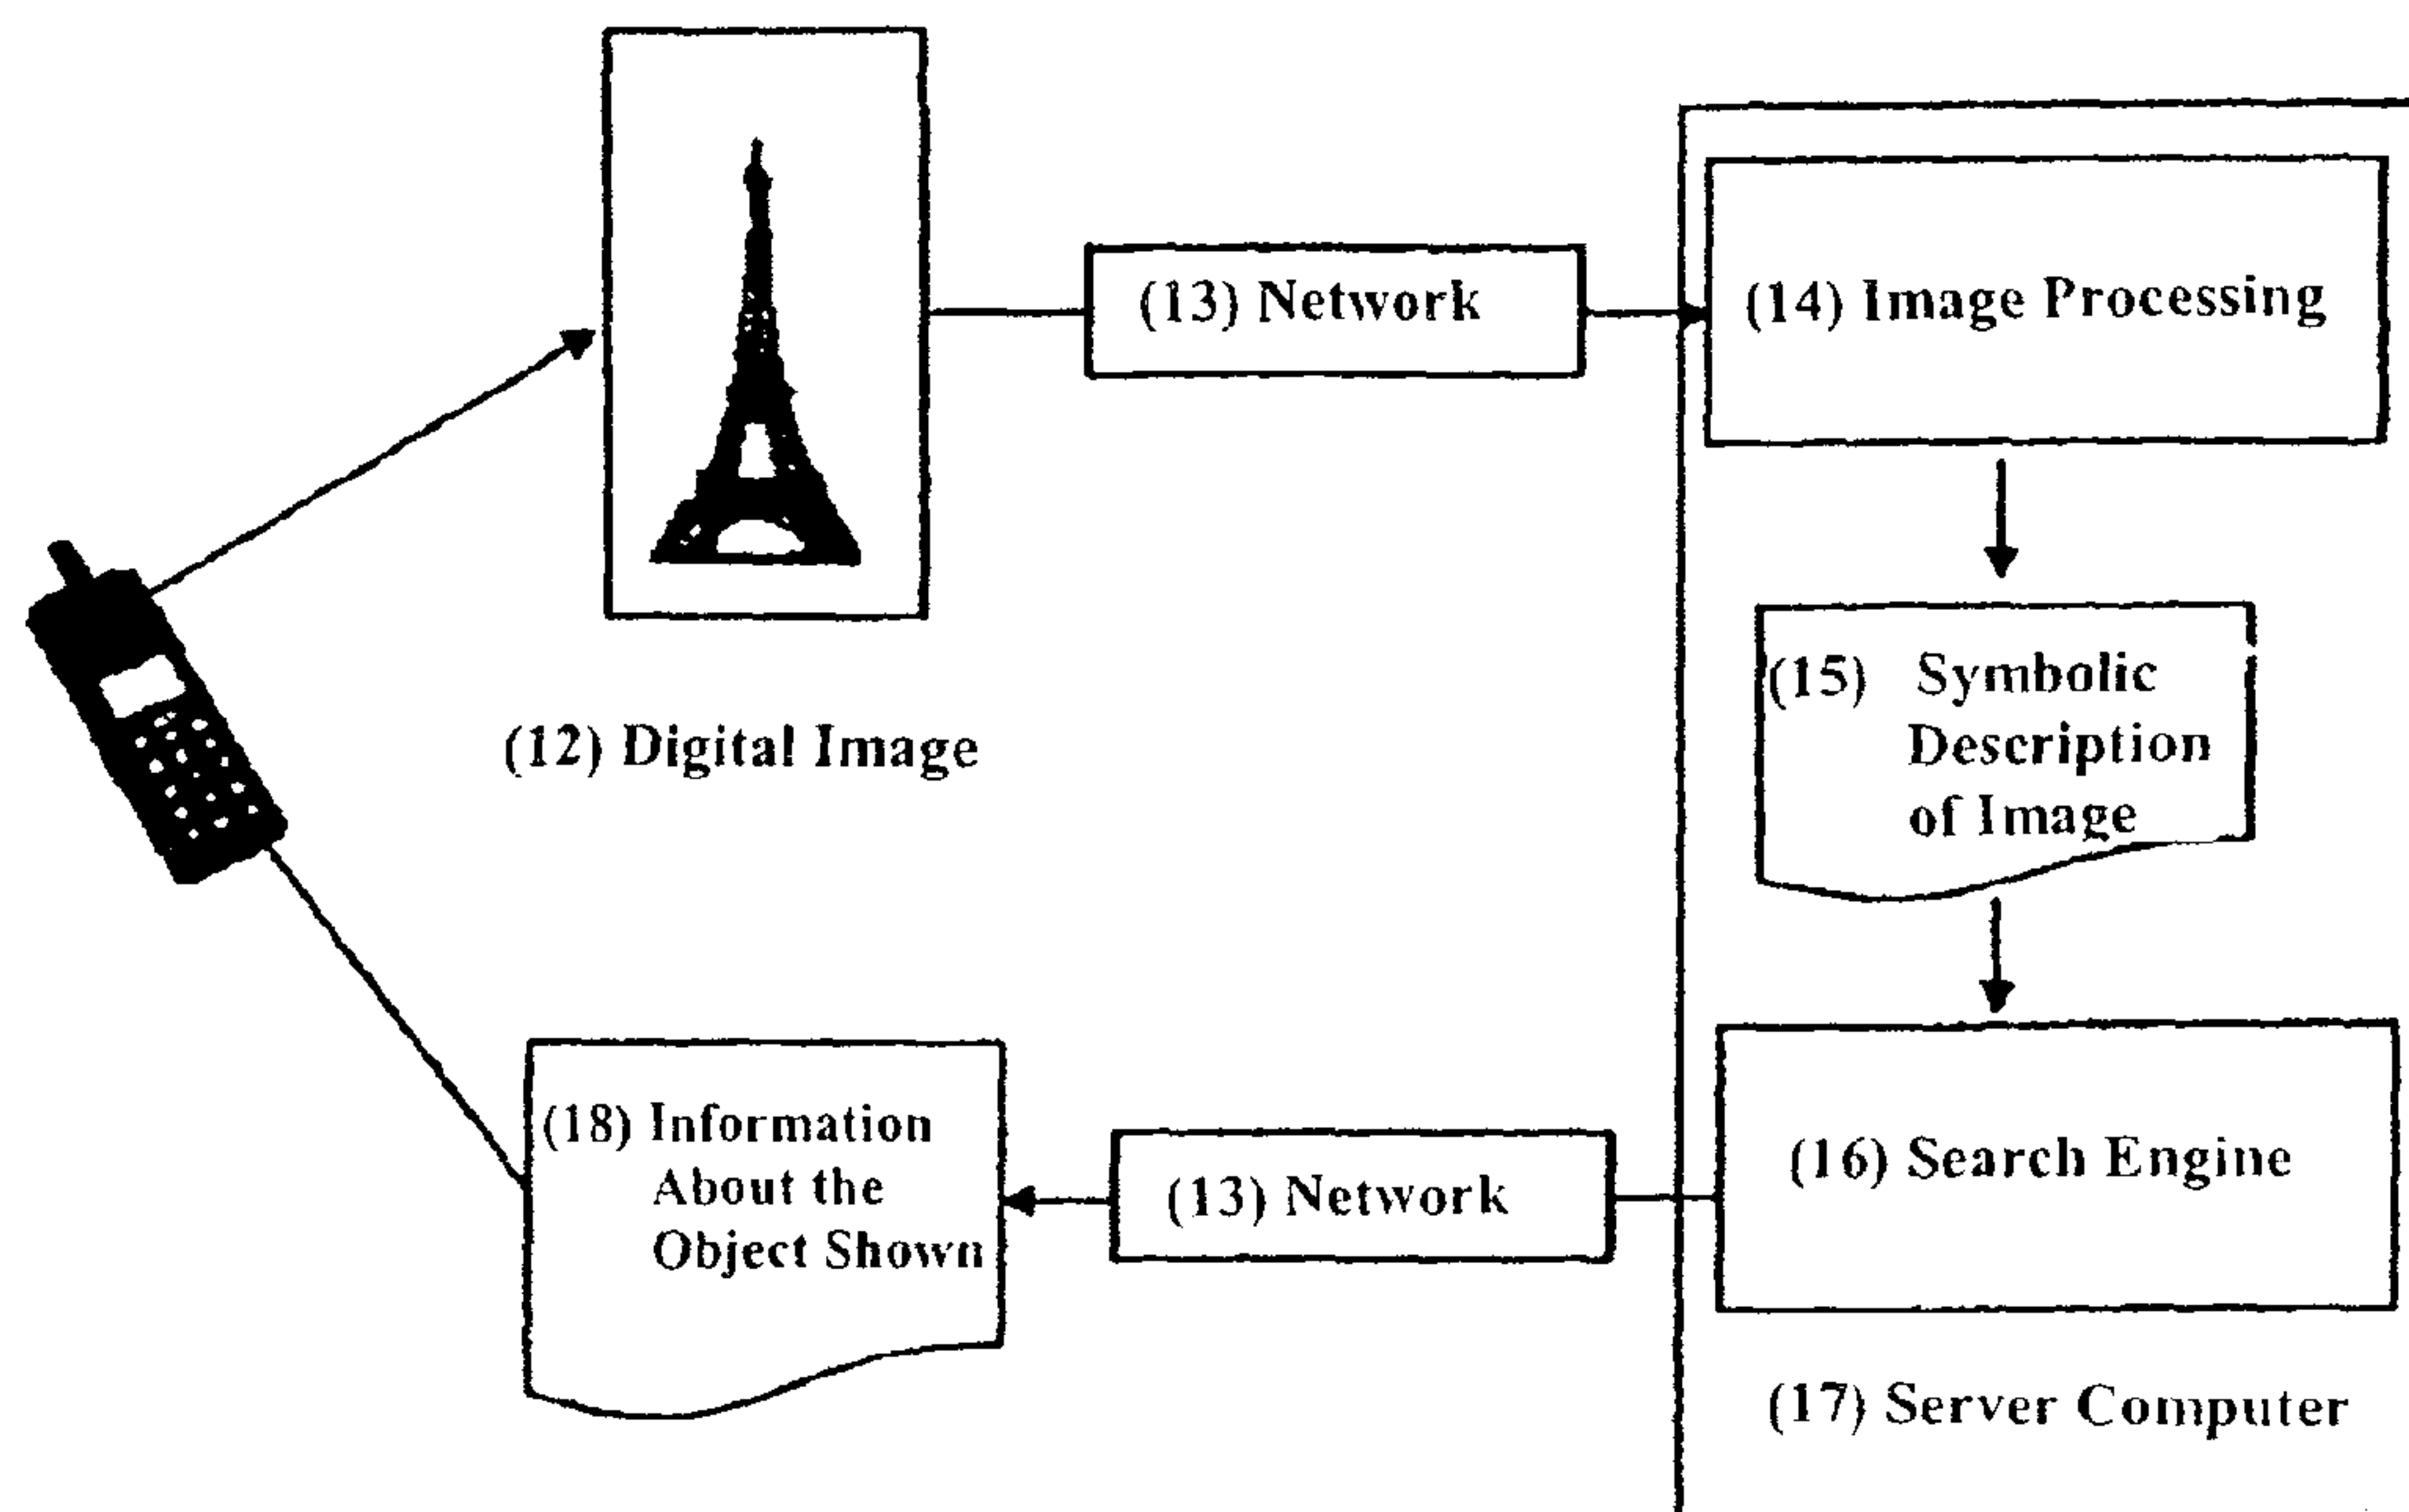 (13) Network
(14) Image Processing
(12) Digital Image
(15) Symbolic
Description
of Image
(16) Search Engine
(18) Information
About the
Object Shown
(13) Network
(17) Server Computer